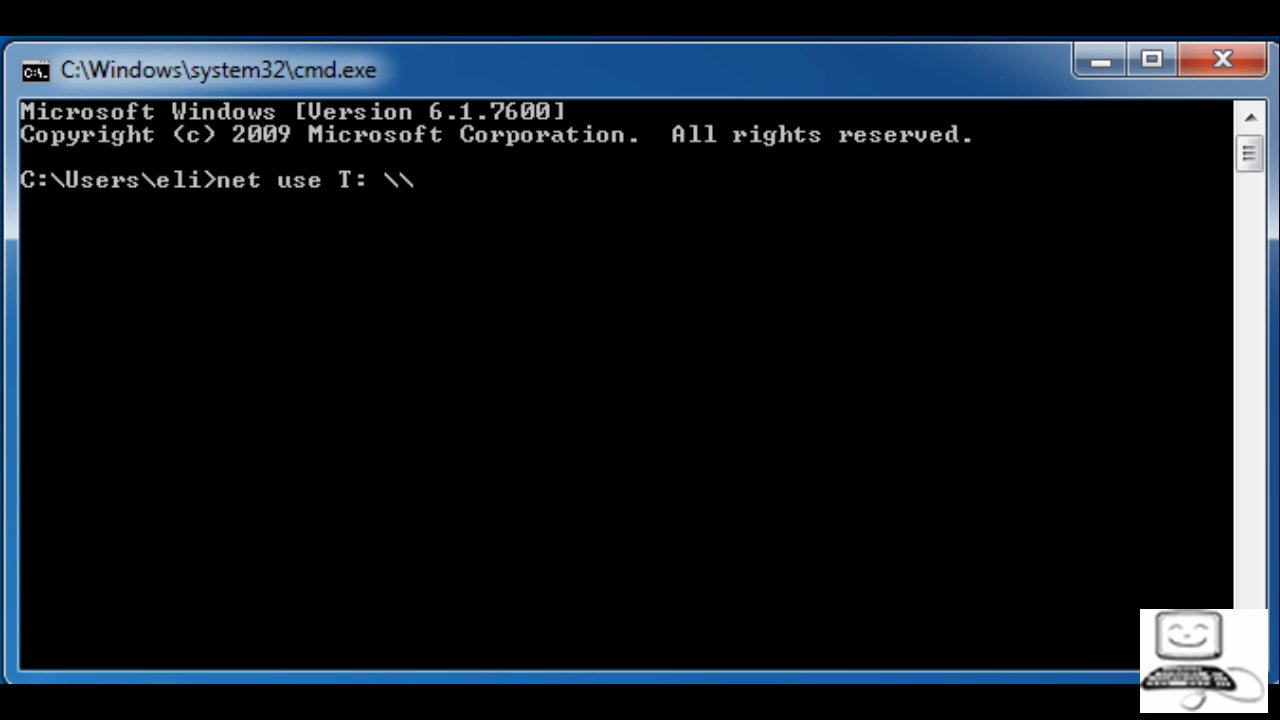 C:\Windows\system32\cmd.exe
Microsoft Windows [Version 6.1.7600]
Copyright (c) 2009 Microsoft Corporation.  All rights reserved.
C:\Users\eli>net use T: \\